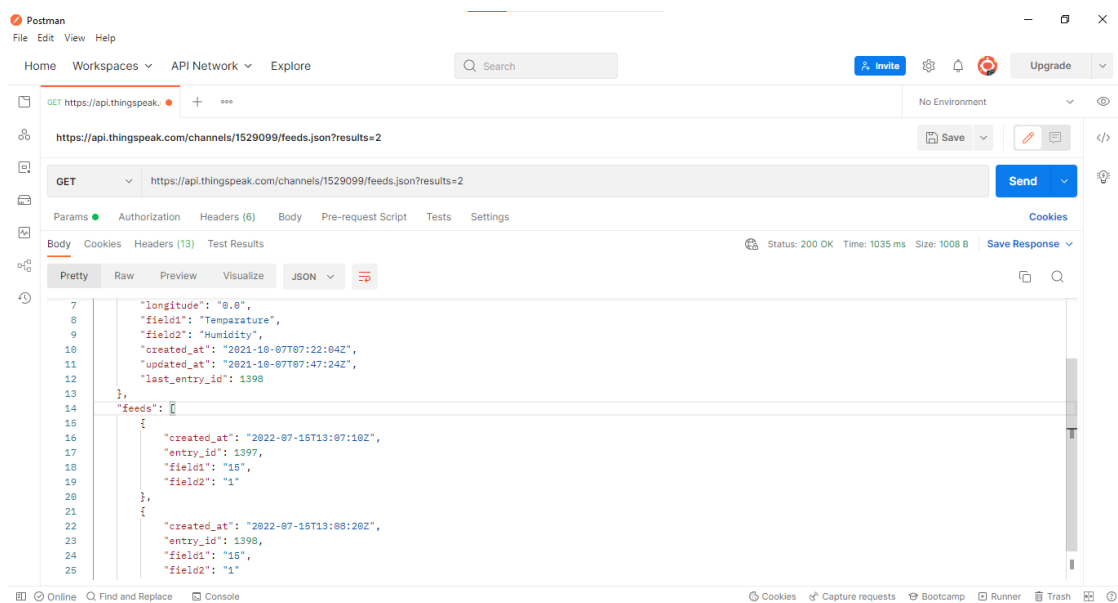 Postman
File Edit View Help
Home Workspaces API Network Explore Search Invite Upgrade
GET https://api.thingspeak. No Environment
https://api.thingspeak.com/channels/1529099/feeds.json?results=2 Save
GET https://api.thingspeak.com/channels/1529099/feeds.json?results=2 Send
Params Authorization Headers (6) Body Pre-request Script Tests Settings Cookies
Body Cookies Headers (13) Test Results Status: 200 OK Time: 1035 ms Size: 1008 B Save Response
Pretty Raw Preview Visualize JSON
7 "longitude": "0.0",
8 "field1": "Temparature",
9 "field2": "Humidity",
10 "created_at": "2021-10-07T07:22:04Z",
11 "updated_at": "2021-10-07T07:47:24Z",
12 "last_entry_id": 1398
13 },
14 "feeds": [
15 {
16 "created_at": "2022-07-15T13:07:10Z",
17 "entry_id": 1397,
18 "field1": "15",
19 "field2": "1"
20 },
21 {
22 "created_at": "2022-07-15T13:08:20Z",
23 "entry_id": 1398,
24 "field1": "15",
25 "field2": "1"
Online Find and Replace Console Cookies Capture requests Bootcamp Runner Trash